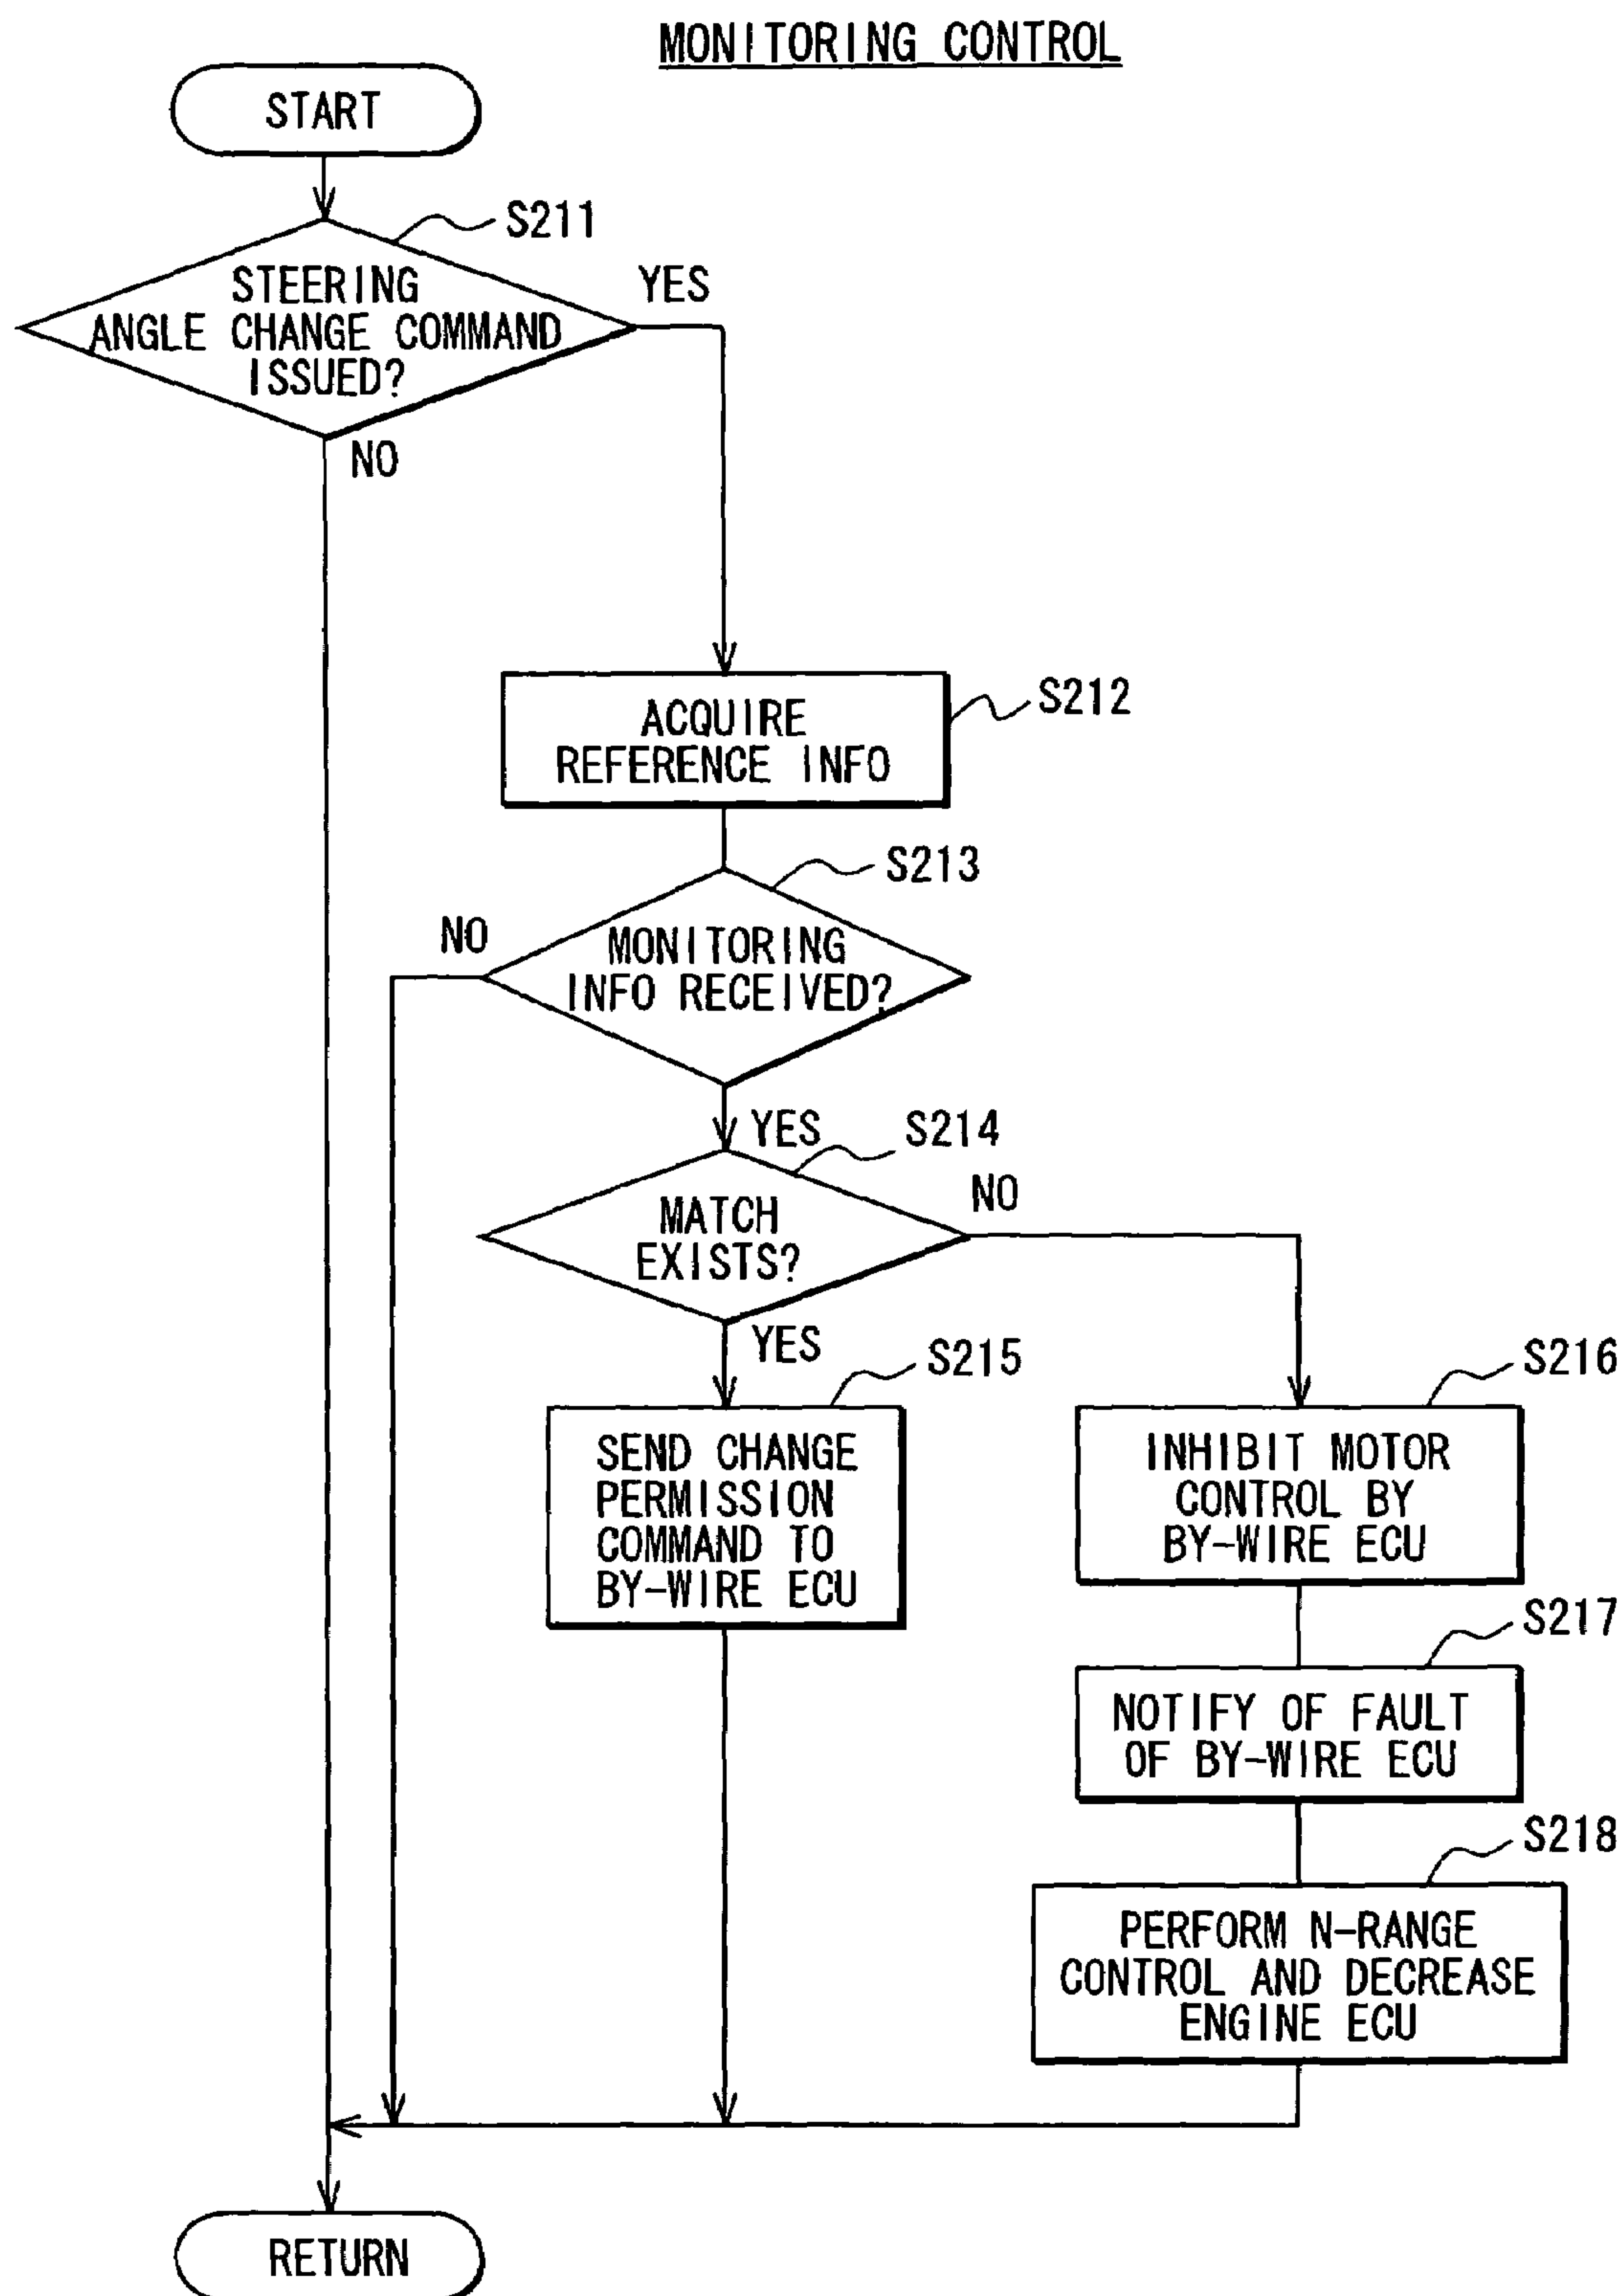 MONITORING CONTROL
START
S211
STEERING
ANGLE CHANGE COMMAND
ISSUED?
YES
NO
S212
ACQUIRE
REFERENCE INFO
S213
NO
MONITORING
INFO RECEIVED?
YES
S214
NO
MATCH
EXISTS?
YES
S215
SEND CHANGE
PERMISSION
COMMAND TO
BY-WIRE ECU
S216
INHIBIT MOTOR
CONTROL BY
BY-WIRE ECU
S217
NOTIFY OF FAULT
OF BY-WIRE ECU
S218
PERFORM N-RANGE
CONTROL AND DECREASE
ENGINE ECU
RETURN